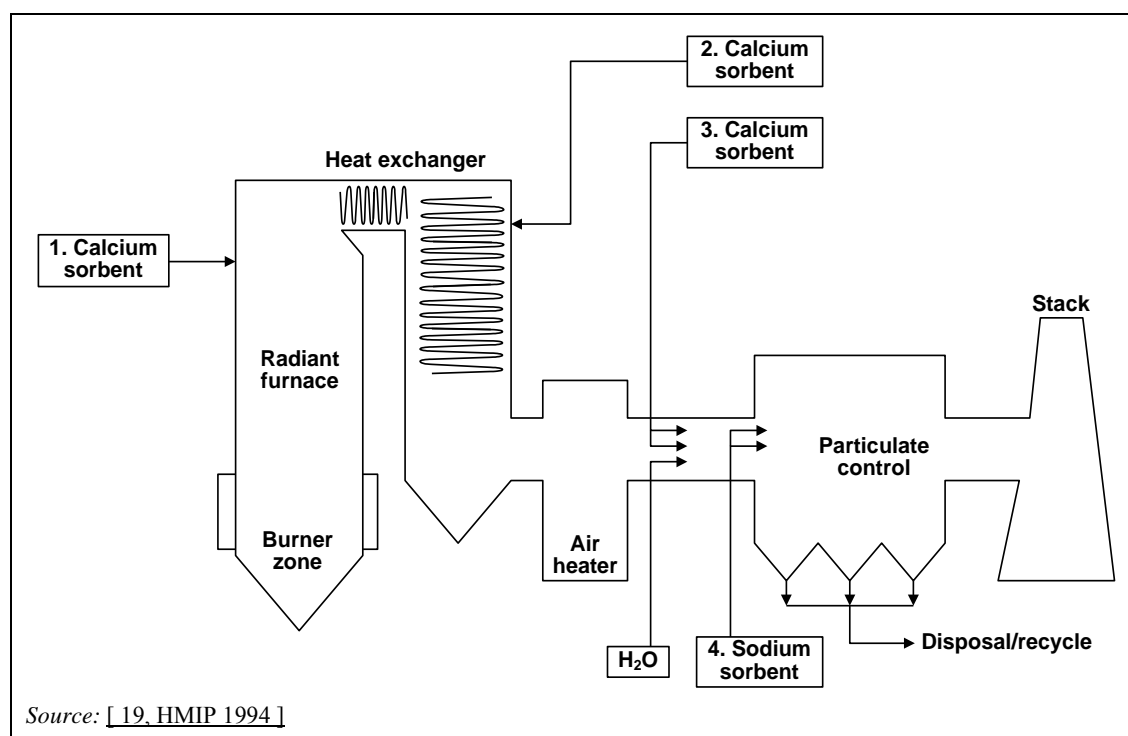 2. Calcium
sorbent
3. Calcium
sorbent
Heat exchanger
1. Calcium
sorbent
Stack
Radiant
furnace
Particulate
control
Burner
zone
Air
heater
H₂O
4. Sodium
sorbent
Disposal/recycle
Source: [ 19, HMIP 1994 ]